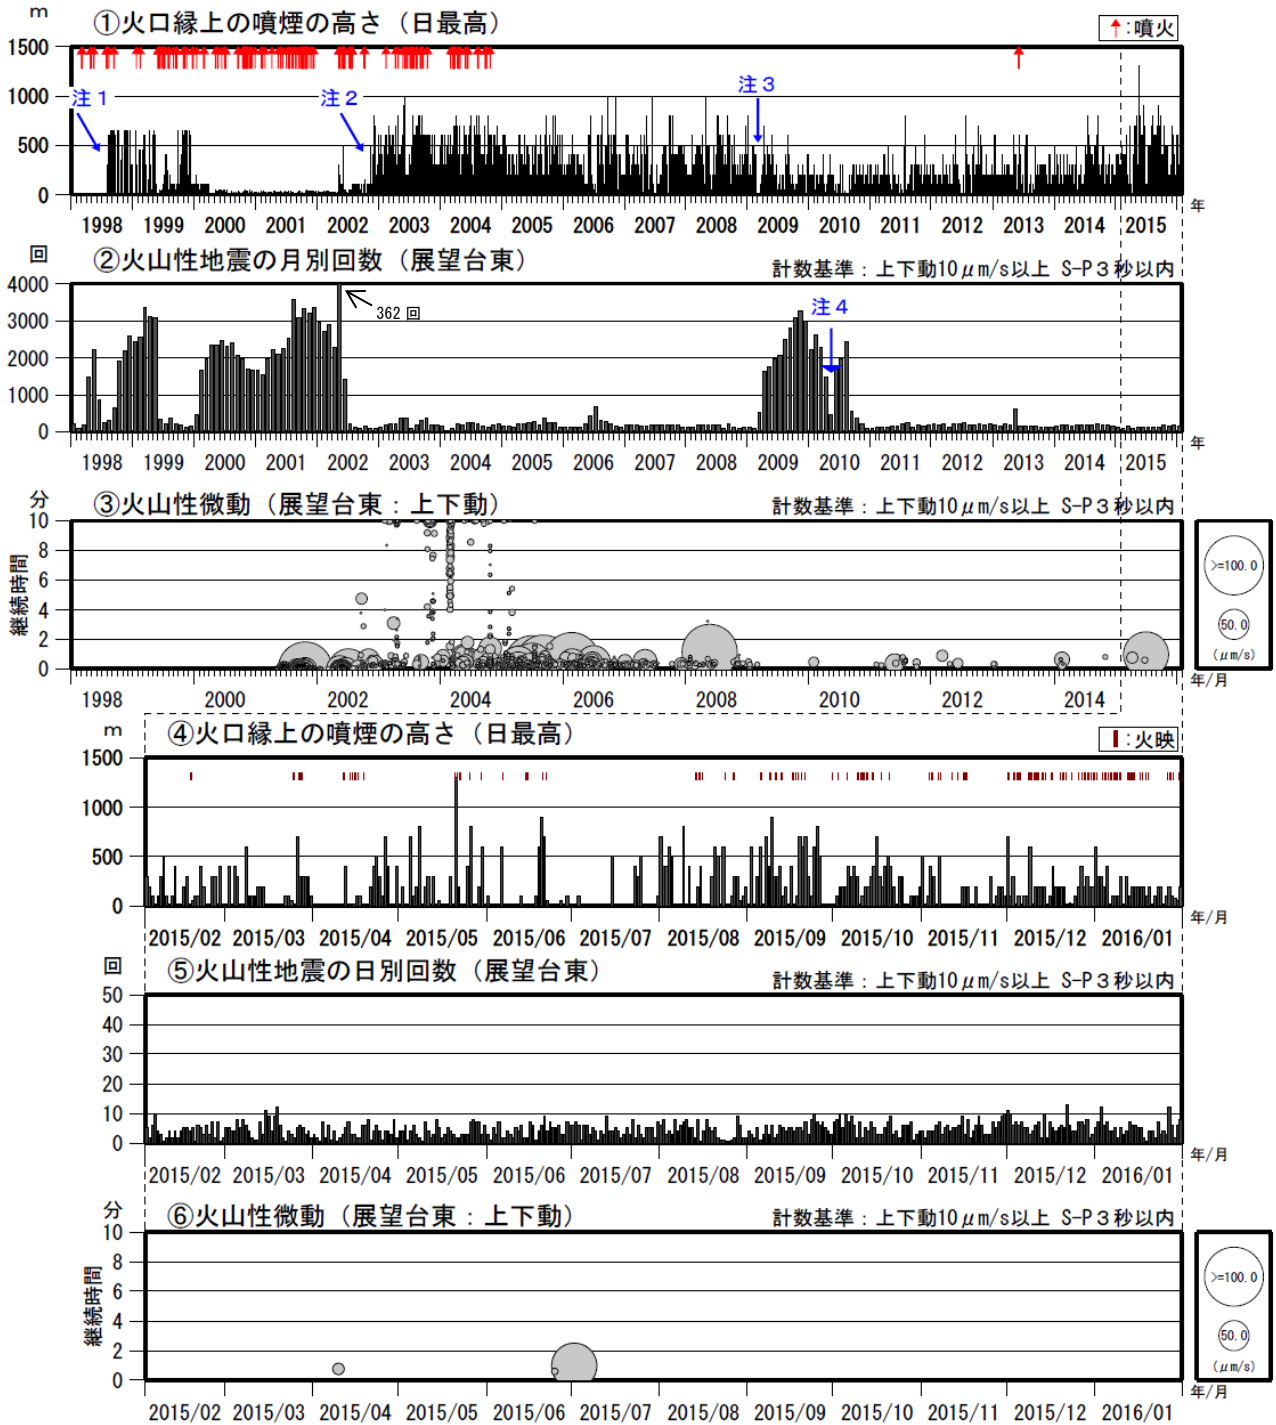 m ①火口縁上の噴煙の高さ（日最高） ↑:噴火
1500
1000
500
0
注1
注2
注3
1998 1999 2000 2001 2002 2003 2004 2005 2006 2007 2008 2009 2010 2011 2012 2013 2014 2015 年
回 ②火山性地震の月別回数（展望台東） 計数基準：上下動10μm/s以上 S-P3秒以内
4000
3000
2000
1000
0
362回
注4
1998 1999 2000 2001 2002 2003 2004 2005 2006 2007 2008 2009 2010 2011 2012 2013 2014 2015 年
分 ③火山性微動（展望台東：上下動） 計数基準：上下動10μm/s以上 S-P3秒以内
継続時間
10
8
6
4
2
0
>=100.0
50.0
(μm/s)
1998 2000 2002 2004 2006 2008 2010 2012 2014 年/月
m ④火口縁上の噴煙の高さ（日最高） :火映
1500
1000
500
0
2015/02 2015/03 2015/04 2015/05 2015/06 2015/07 2015/08 2015/09 2015/10 2015/11 2015/12 2016/01 年/月
回 ⑤火山性地震の日別回数（展望台東） 計数基準：上下動10μm/s以上 S-P3秒以内
50
40
30
20
10
0
2015/02 2015/03 2015/04 2015/05 2015/06 2015/07 2015/08 2015/09 2015/10 2015/11 2015/12 2016/01 年/月
分 ⑥火山性微動（展望台東：上下動） 計数基準：上下動10μm/s以上 S-P3秒以内
継続時間
10
8
6
4
2
0
>=100.0
50.0
(μm/s)
2015/02 2015/03 2015/04 2015/05 2015/06 2015/07 2015/08 2015/09 2015/10 2015/11 2015/12 2016/01 年/月